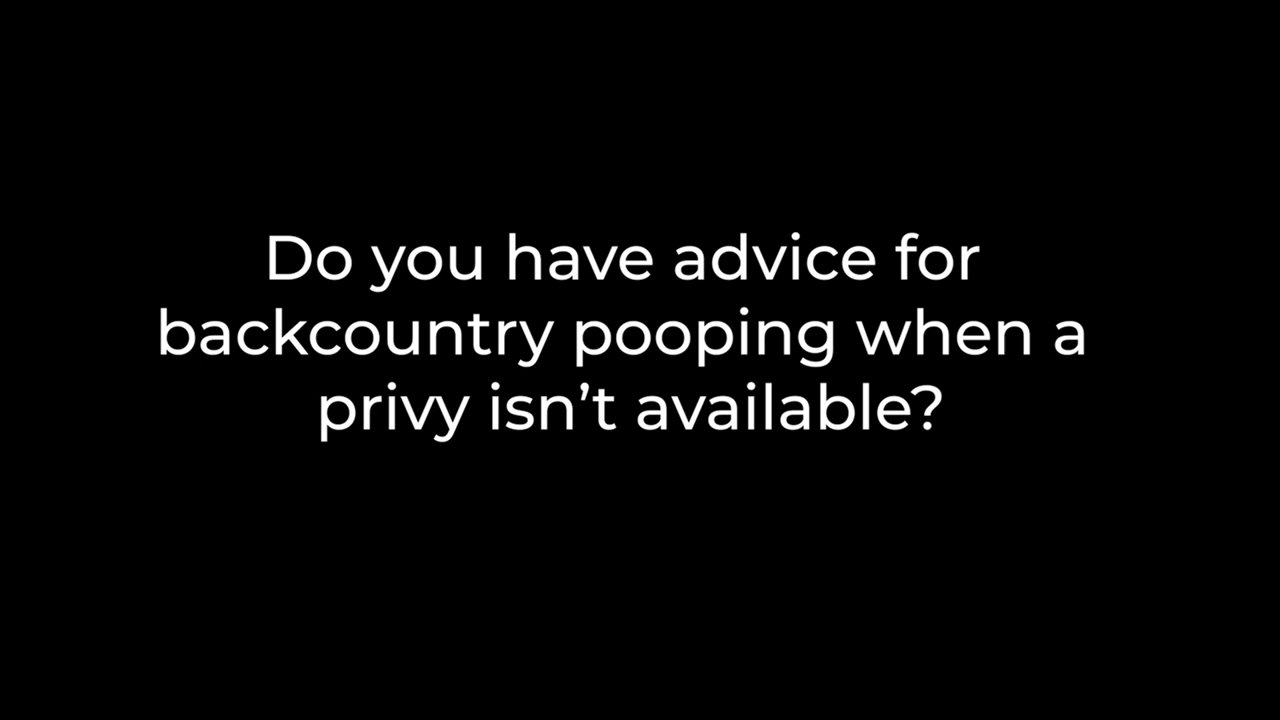 Do you have advice for
backcountry pooping when a
privy isn’t available?